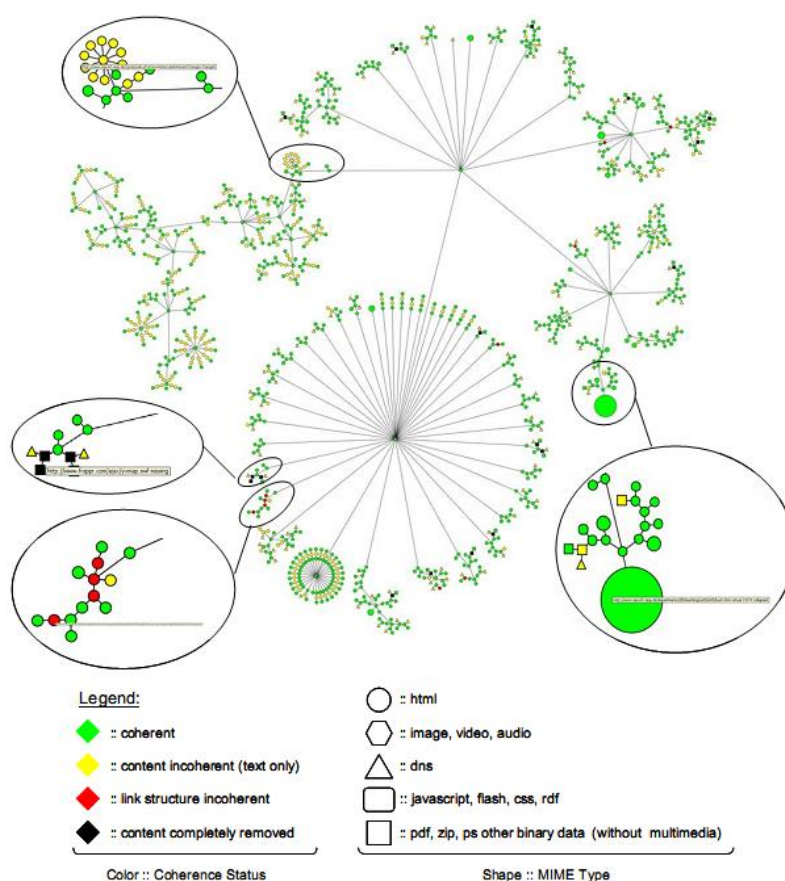 Legend:
:: coherent
:: content incoherent (text only)
:: link structure incoherent
:: content completely removed
Color :: Coherence Status
:: html
:: image, video, audio
:: dns
:: javascript, flash, css, rdf
:: pdf, zip, ps other binary data (without multimedia)
Shape :: MIME Type